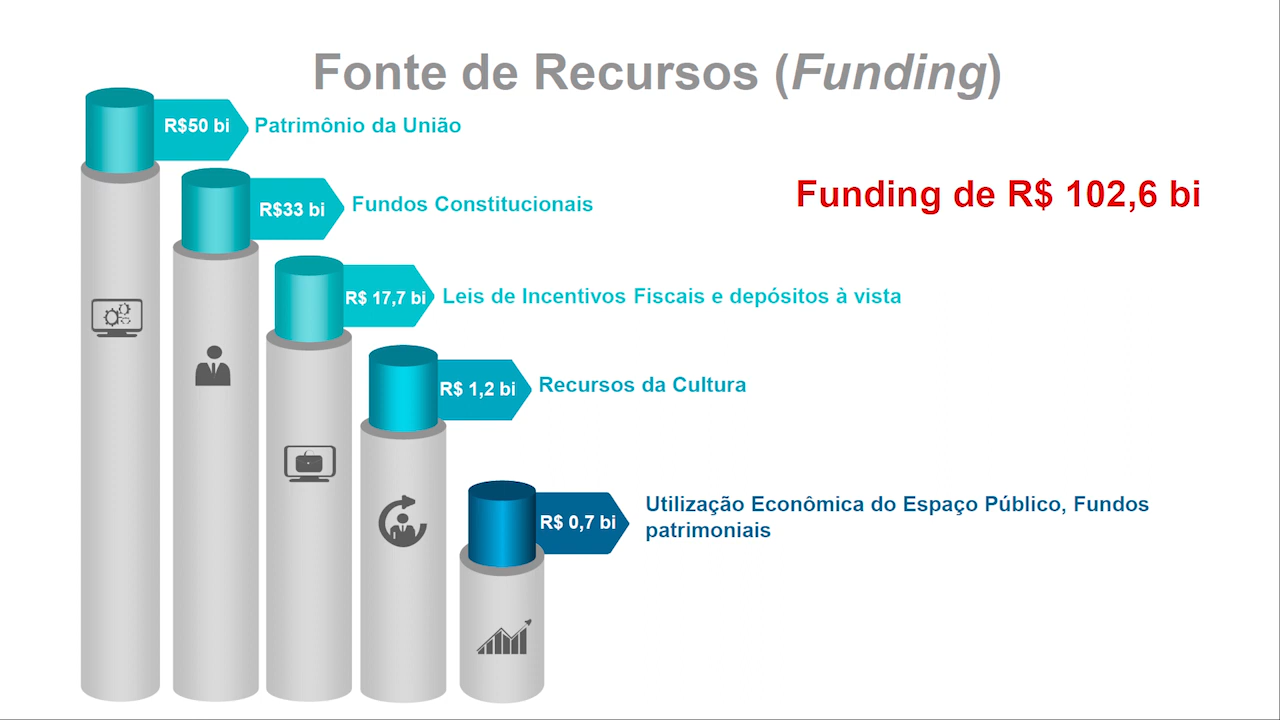 Fonte de Recursos (Funding)
R$50 bi
Patrimônio da União
Funding de R$ 102,6 bi
R$33 bi
Fundos Constitucionais
R$ 17,7 bi
Leis de Incentivos Fiscais e depósitos à vista
R$ 1,2 bi
Recursos da Cultura
R$ 0,7 bi
Utilização Econômica do Espaço Público, Fundos
patrimoniais